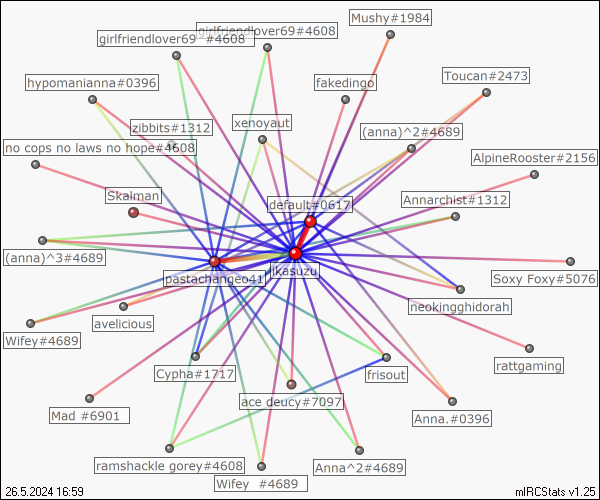 Mushy#1984
girlfriendlover69 #4608
girlfriendlover69#4608
hypomanianna#0396
fakedingo
Toucan#2473
zibbits#1312
xenoyaut
(anna)^2#4689
no cops no laws no hope#4608
AlpineRooster#2156
Skalman
default#0617
Annarchist#1312
(anna)^3#4689
pastachangeo41
jikasuzu
Soxy Foxy#5076
avelicious
neokingghidorah
Wifey#4689
rattgaming
Cypha#1717
frisout
Mad #6901
ace deucy#7097
Anna.#0396
ramshackle gorey#4608
Anna^2#4689
Wifey #4689
26.5.2024 16:59
mIRCStats v1.25